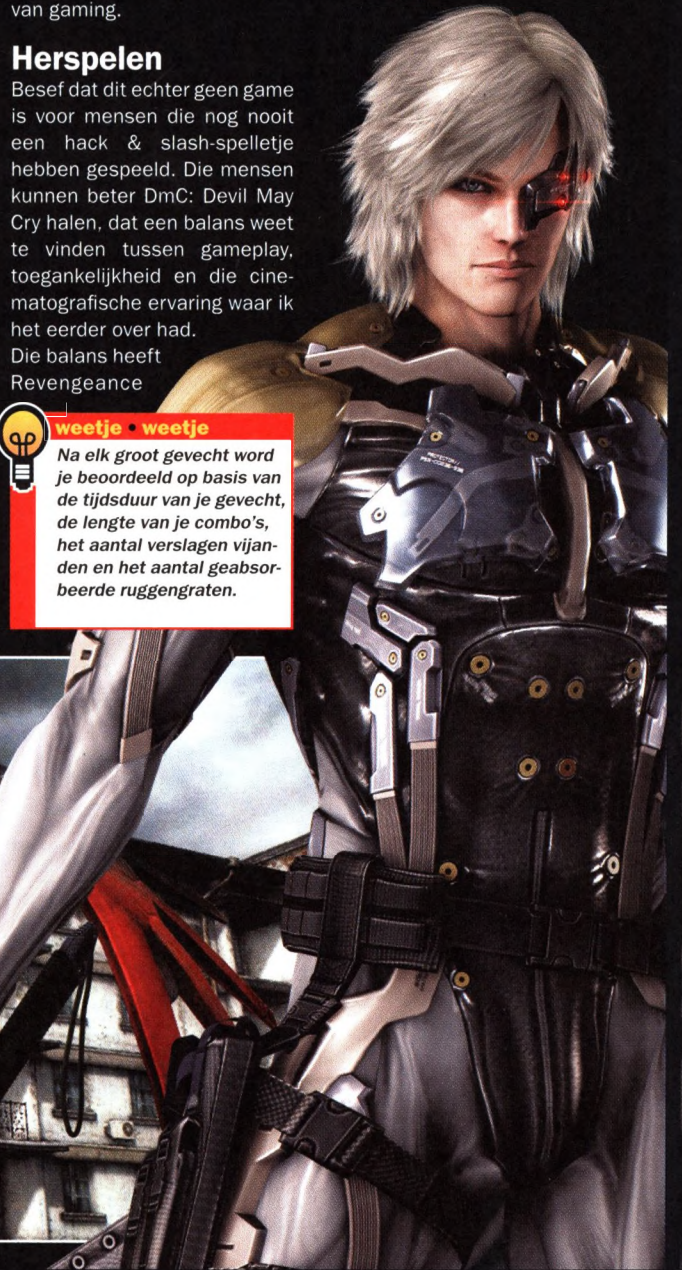 van gaming.
Herspelen
Besef dat dit echter geen game
is voor mensen die nog nooit
een hack & slash-spelletje
hebben gespeeld. Die mensen
kunnen beter DmC: Devil May
Cry halen, dat een balans weet
te vinden tussen gameplay,
toegankelijkheid en die cine-
matografische ervaring waar ik
het eerder over had.
Die balans heeft
Revengeance
weetje • weetje
Na elk groot gevecht word
je beoordeeld op basis van
de tijdsduur van je gevecht,
de lengte van je combo's,
het aantal verslagen vijan-
den en het aantal geabsor-
beerde ruggengraten.